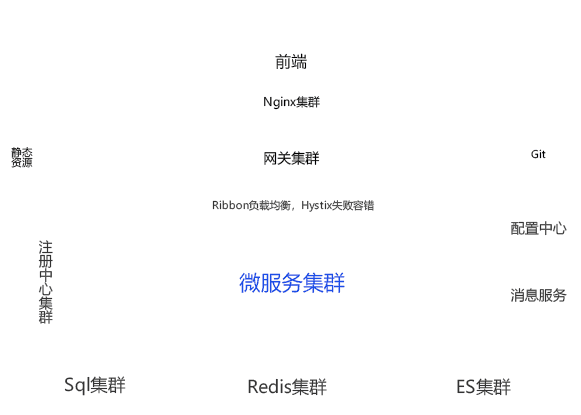 前端
Nginx集群
静态
资源
网关集群
Git
Ribbon负载均衡，Hystix失败容错
配置中心
注册中心集群
微服务集群
消息服务
Sql集群
Redis集群
ES集群